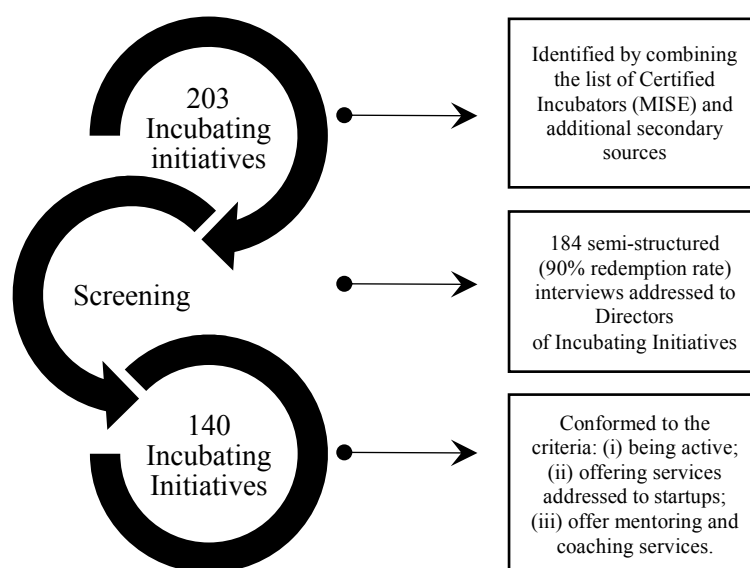 203
Incubating
initiatives
Identified by combining
the list of Certified
Incubators (MISE) and
additional secondary
sources
Screening
184 semi-structured
(90% redemption rate)
interviews addressed to
Directors
of Incubating Initiatives
140
Incubating
Initiatives
Conformed to the
criteria: (i) being active;
(ii) offering services
addressed to startups;
(iii) offer mentoring and
coaching services.